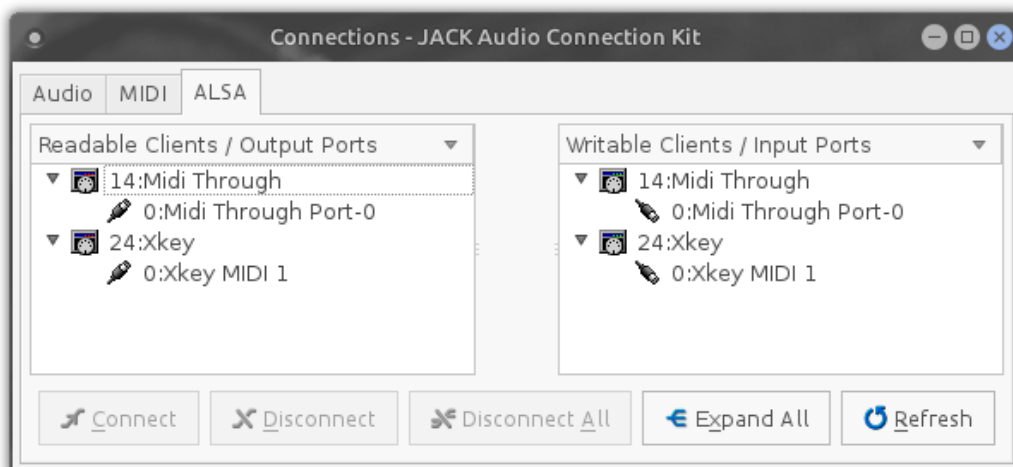 Connections - JACK Audio Connection Kit
Audio MIDI ALSA
Readable Clients / Output Ports
14:Midi Through
0:Midi Through Port-0
24:Xkey
0:Xkey MIDI 1
Writable Clients / Input Ports
14:Midi Through
0:Midi Through Port-0
24:Xkey
0:Xkey MIDI 1
Connect Disconnect Disconnect All Expand All Refresh